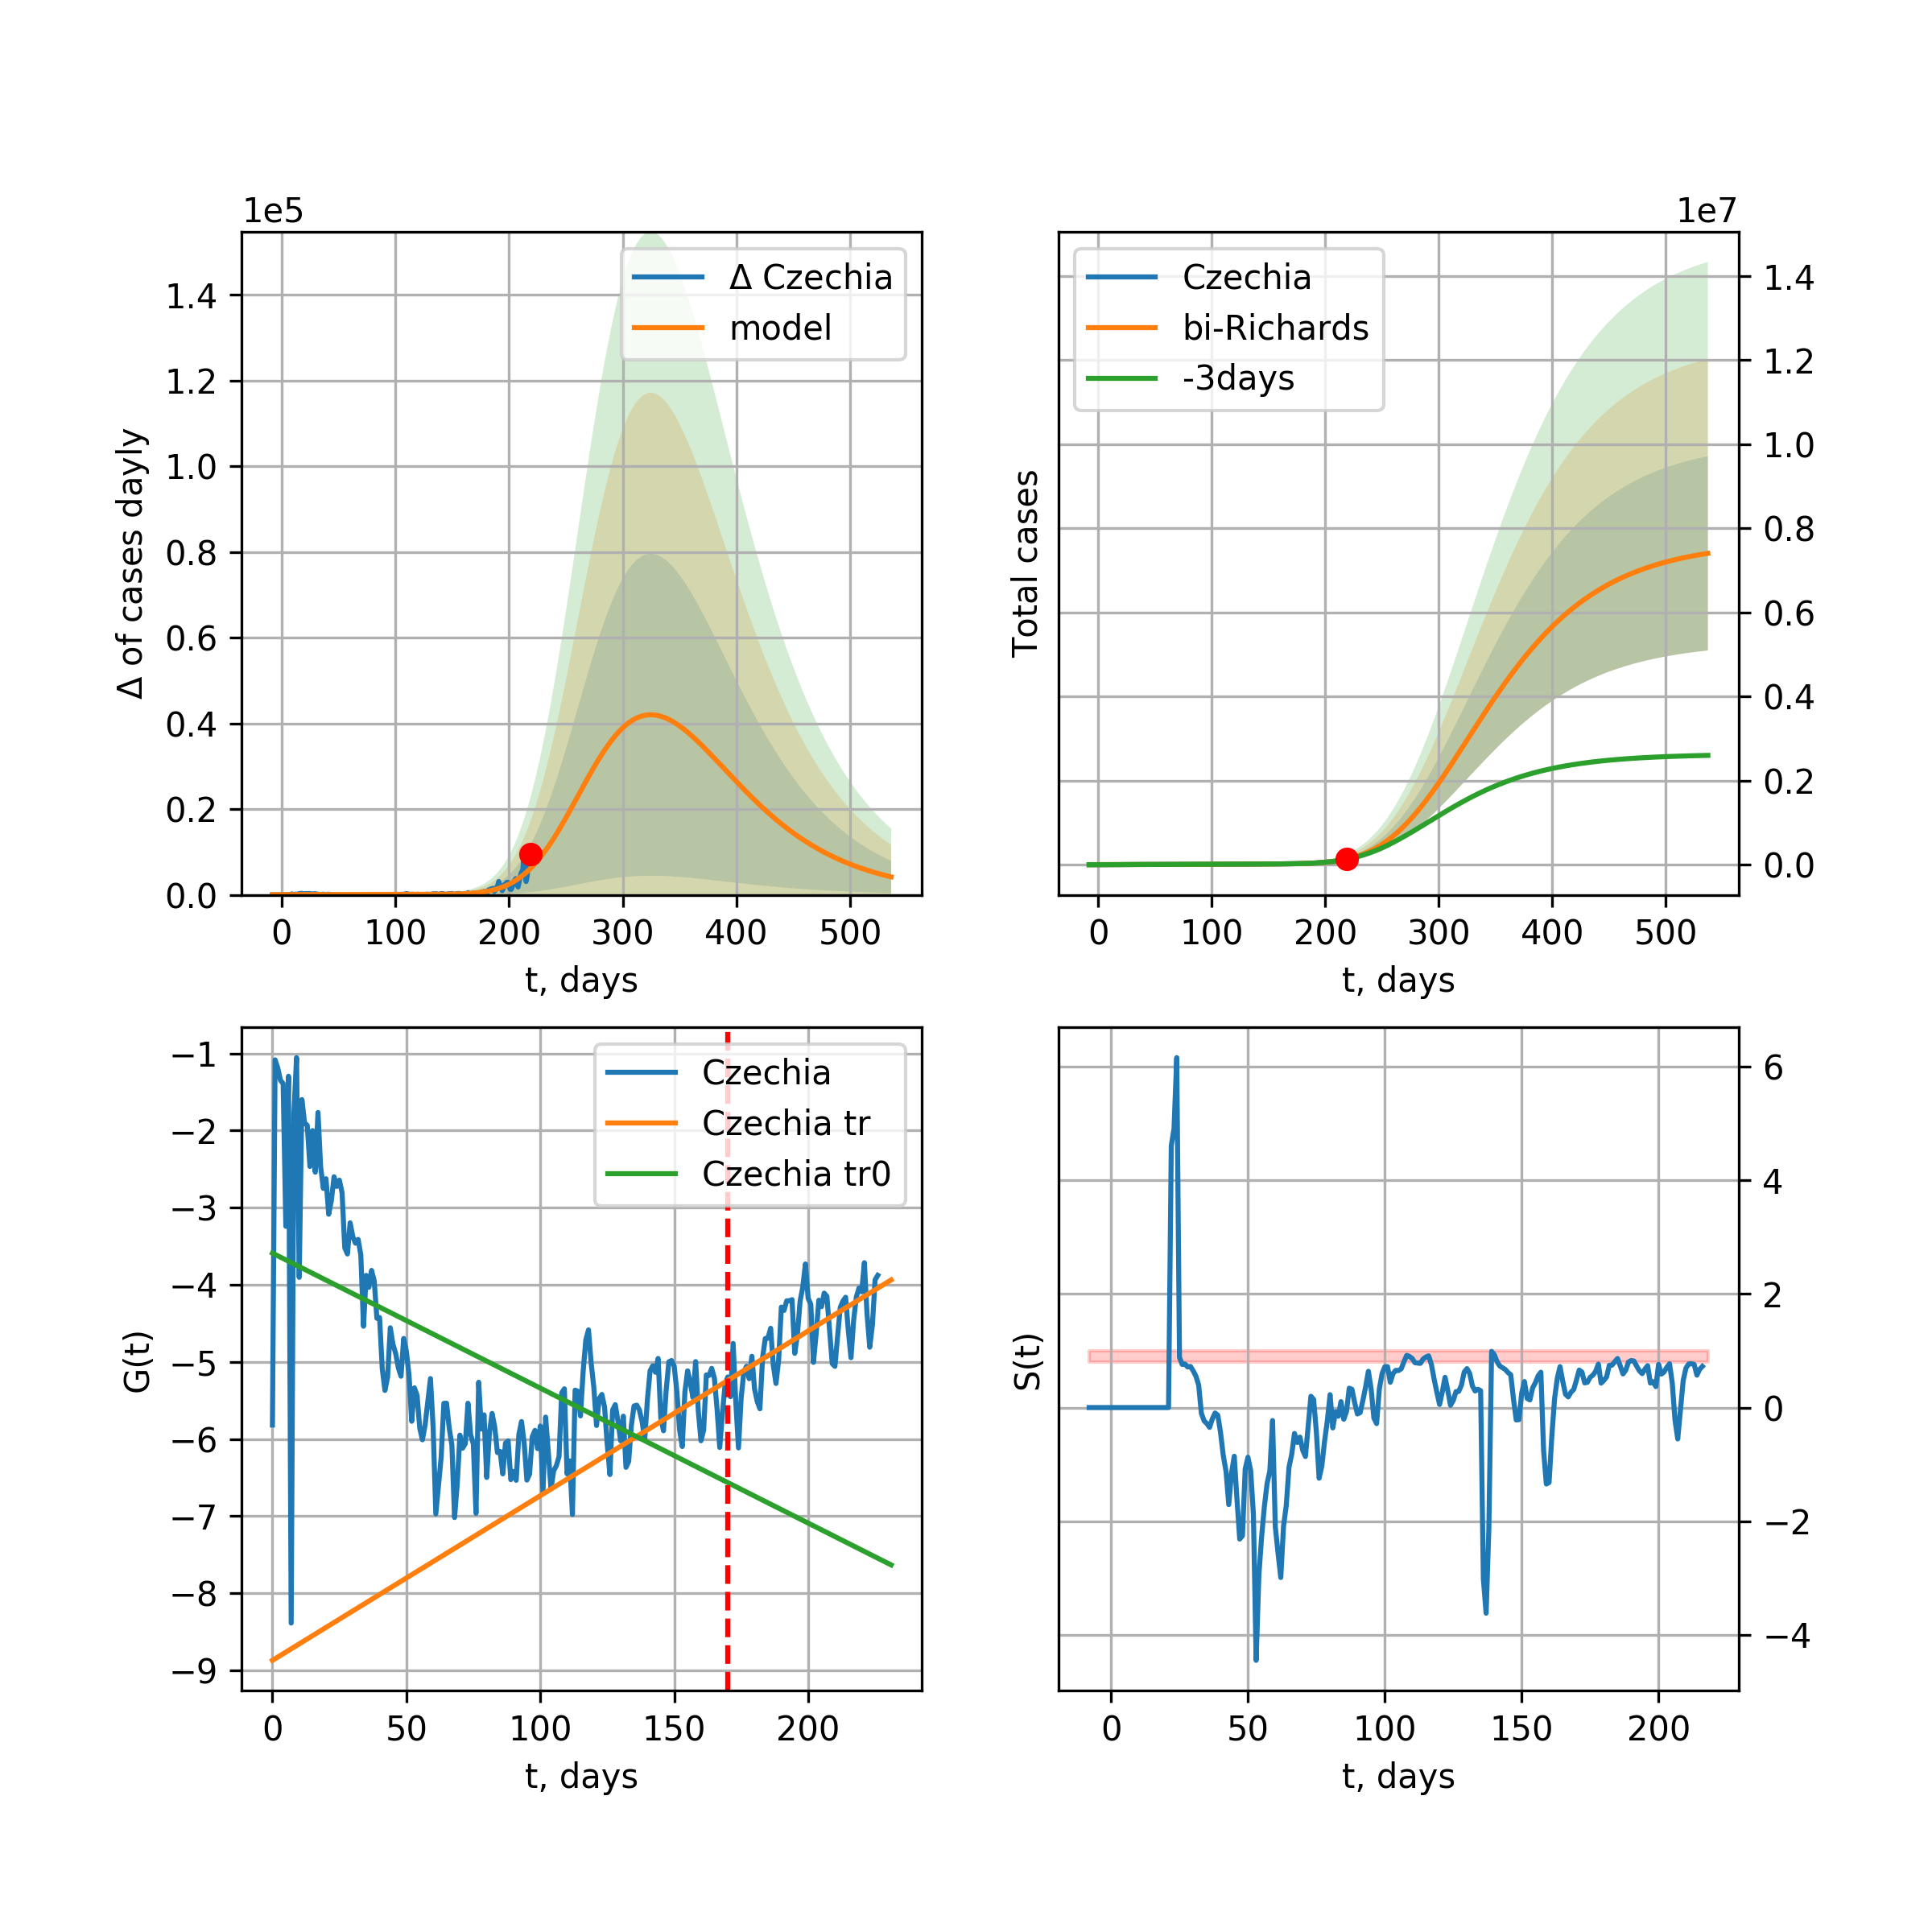 1e5
Δ of cases dayly
1.4
1.2
1.0
0.8
0.6
0.4
0.2
0.0
Δ Czechia
model
0 100 200 300 400 500
t, days
1e7
Total cases
Czechia
bi-Richards
-3days
1.4
1.2
1.0
0.8
0.6
0.4
0.2
0.0
0 100 200 300 400 500
t, days
G(t)
−1
−2
−3
−4
−5
−6
−7
−8
−9
Czechia
Czechia tr
Czechia tr0
0 50 100 150 200
t, days
S(t)
6
4
2
0
−2
−4
0 50 100 150 200
t, days